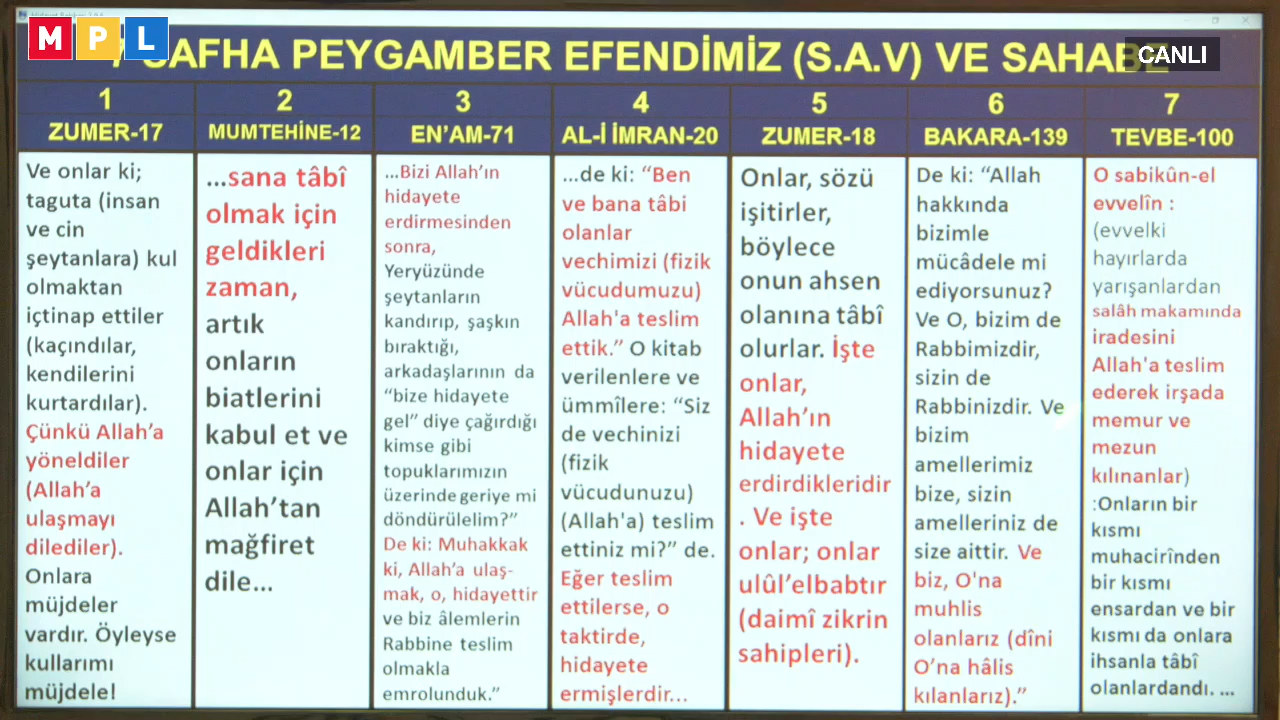 MPL
CANLI
7 SAFHA PEYGAMBER EFENDİMİZ (S.A.V) VE SAHABE
1
ZUMER-17
Ve onlar ki;
taguta (insan
ve cin
şeytanlara) kul
olmaktan
içtinap ettiler
(kaçındılar,
kendilerini
kurtardılar).
Çünkü Allah’a
yöneldiler
(Allah’a
ulaşmayı
dilediler).
Onlara
müjdeler
vardır. Öyleyse
kullarımı
müjdele!
2
MUMTEHİNE-12
...sana tâbî
olmak için
geldikleri
zaman,
artık
onların
biatlerini
kabul et ve
onlar için
Allah’tan
mağfiret
dile...
3
EN’AM-71
...Bizi Allah’ın
hidayete
erdirmesinden
sonra,
Yeryüzünde
şeytanların
kandırıp, şaşkın
bıraktığı,
arkadaşlarının da
“bize hidayete
gel” diye çağırdığı
kimse gibi
topuklarımızın
üzerinde geriye mi
döndürülelim?”
De ki: Muhakkak
ki, Allah’a ulaş-
mak, o, hidayettir
ve biz âlemlerin
Rabbine teslim
olmakla
emrolunduk.”
4
AL-İ İMRAN-20
...de ki: “Ben
ve bana tâbi
olanlar
vechimizi (fizik
vücudumuzu)
Allah'a teslim
ettik.” O kitab
verilenlere ve
ümmîlere: “Siz
de vechinizi
(fizik
vücudunuzu)
(Allah'a) teslim
ettiniz mi?” de.
Eğer teslim
ettilerse, o
taktirde,
hidayete
ermişlerdir...
5
ZUMER-18
Onlar, sözü
işitirler,
böylece
onun ahsen
olanına tâbî
olurlar. İşte
onlar,
Allah’ın
hidayete
erdirdikleridir
. Ve işte
onlar; onlar
ulûl’elbabtır
(daimî zikrin
sahipleri).
6
BAKARA-139
De ki: “Allah
hakkında
bizimle
mücâdele mi
ediyorsunuz?
Ve O, bizim de
Rabbimizdir,
sizin de
Rabbinizdir. Ve
bizim
amellerimiz
bize, sizin
amelleriniz de
size aittir. Ve
biz, O'na
muhlis
olanlarız (dîni
O’na hâlis
kılanlarız).”
7
TEVBE-100
O sabikûn-el
evvelîn :
(evvelki
hayırlarda
yarışanlardan
salâh makamında
iradesini
Allah'a teslim
ederek irşada
memur ve
mezun
kılınanlar)
:Onların bir
kısmı
muhacirînden
bir kısmı
ensardan ve bir
kısmı da onlara
ihsanla tâbî
olanlardandı. ...